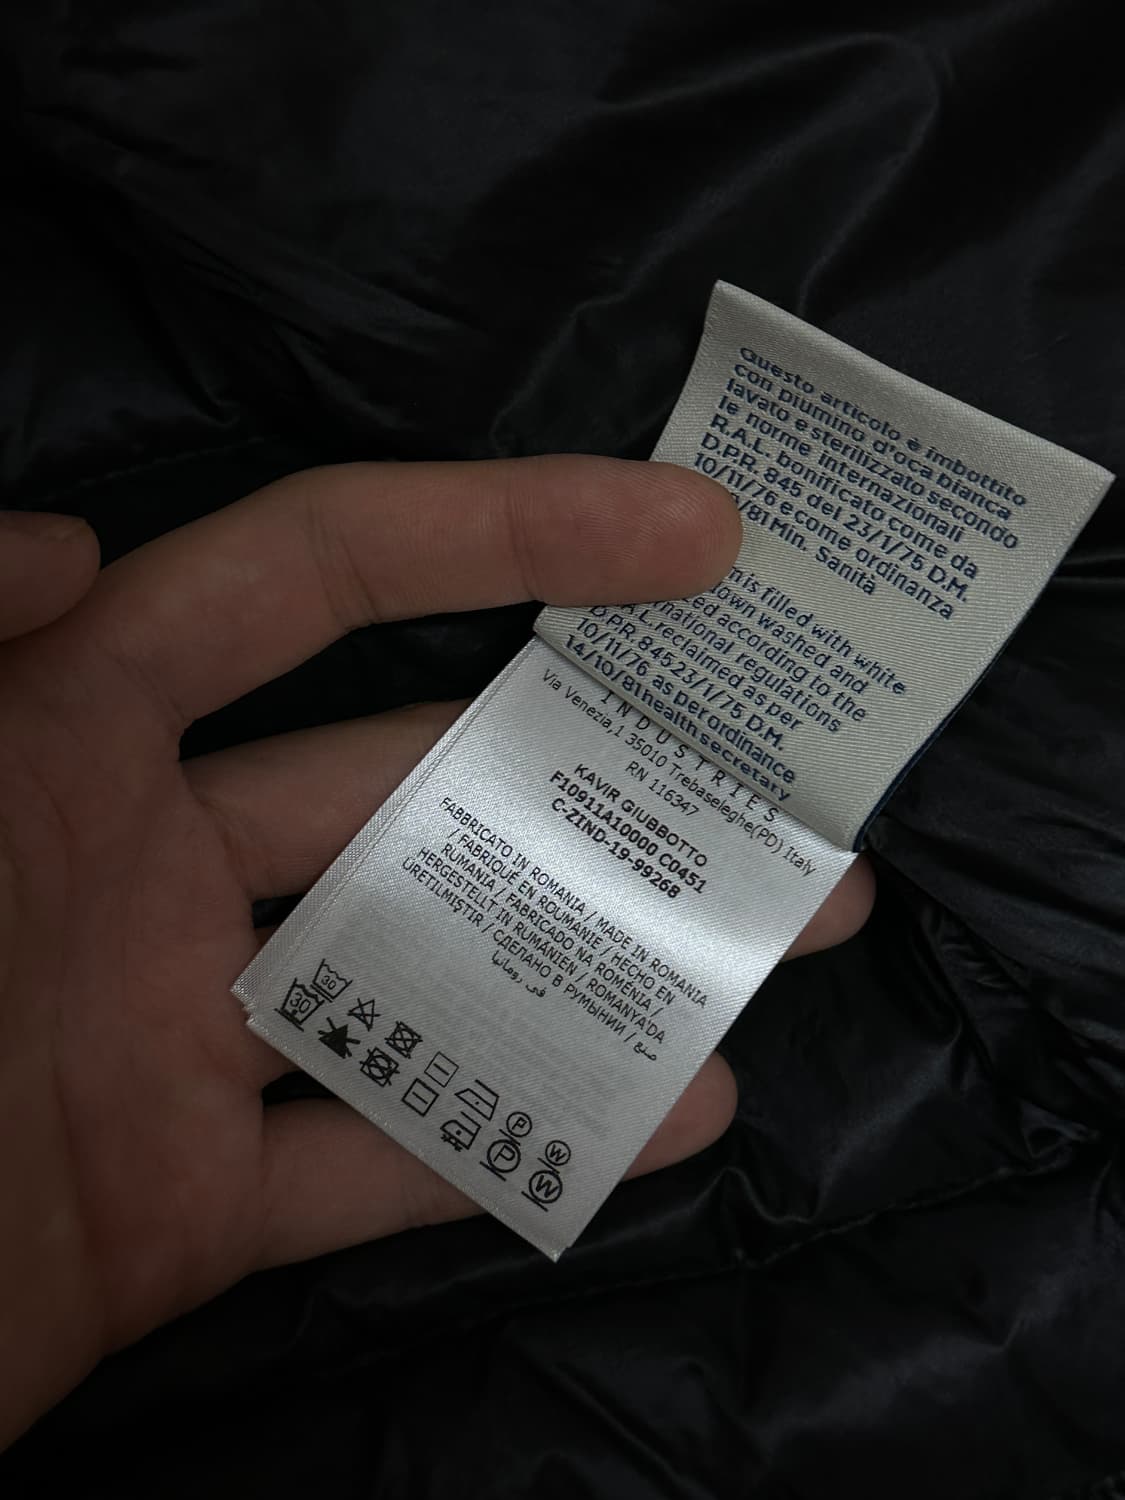 Questo articolo è imbottito
con piumino d'oca bianca
lavato e sterilizzato secondo
le norme internazionali
R.A.L. bonificato come da
D.P.R. 845 del 23/1/75 D.M.
10/11/76 e come ordinanza
/81 Min. Sanità
is filled with white
down washed and
according to the
national regulations
A.L. reclaimed as per
D.P.R. 845 23/1/75 D.M.
10/11/76 as per ordinance
14/10/81 health secretary
INDUSTRIES
Via Venezia,1 35010 Trebaseleghe(PD) Italy
RN 116347
KAVIR GIUBBOTTO
F10911A10000 C0451
C-ZIND-19-99268
FABBRICATO IN ROMANIA / MADE IN ROMANIA
/ FABRIQUÉ EN ROUMANIE / HECHO EN
RUMANIA / FABRICADO NA ROMÉNIA /
HERGESTELLT IN RUMÄNIEN / ROMANYA'DA
ÜRETILMIŞTIR / СДЕЛАНО В РУМЫНИИ / صنع
في رومانيا
30
P
W
30
P
W